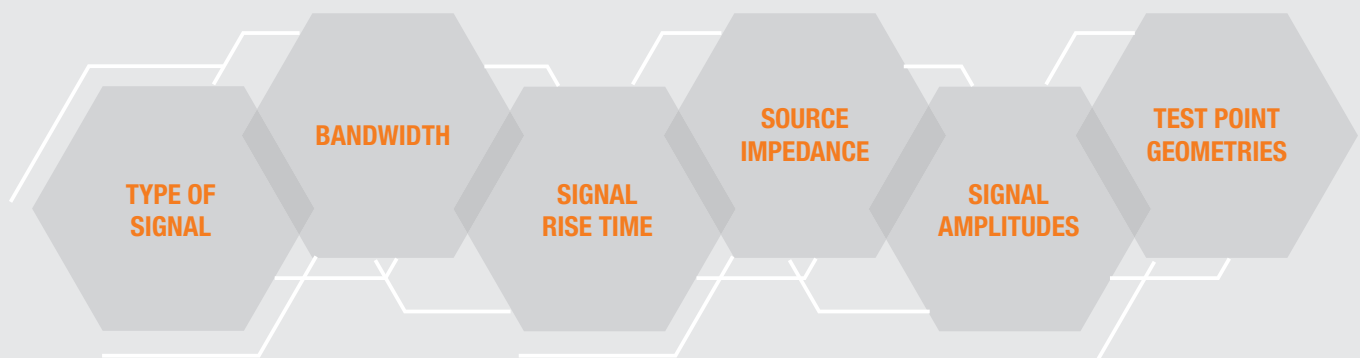 TYPE OF
SIGNAL
BANDWIDTH
SIGNAL
RISE TIME
SOURCE
IMPEDANCE
SIGNAL
AMPLITUDES
TEST POINT
GEOMETRIES